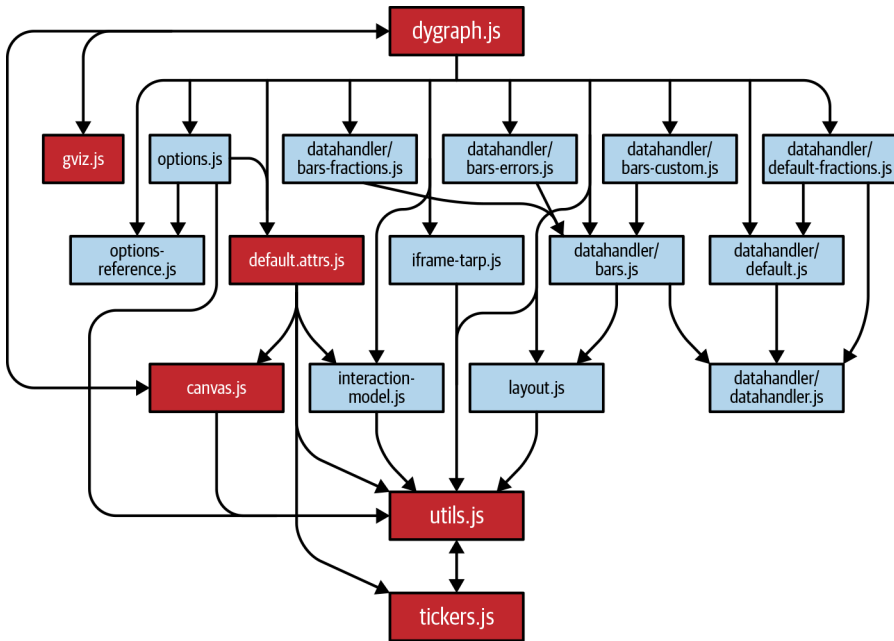 dygraph.js
gviz.js
options.js
datahandler/
bars-fractions.js
datahandler/
bars-errors.js
datahandler/
bars-custom.js
datahandler/
default-fractions.js
options-
reference.js
default.attrs.js
iframe-tarp.js
datahandler/
bars.js
datahandler/
default.js
canvas.js
interaction-
model.js
layout.js
datahandler/
datahandler.js
utils.js
tickers.js